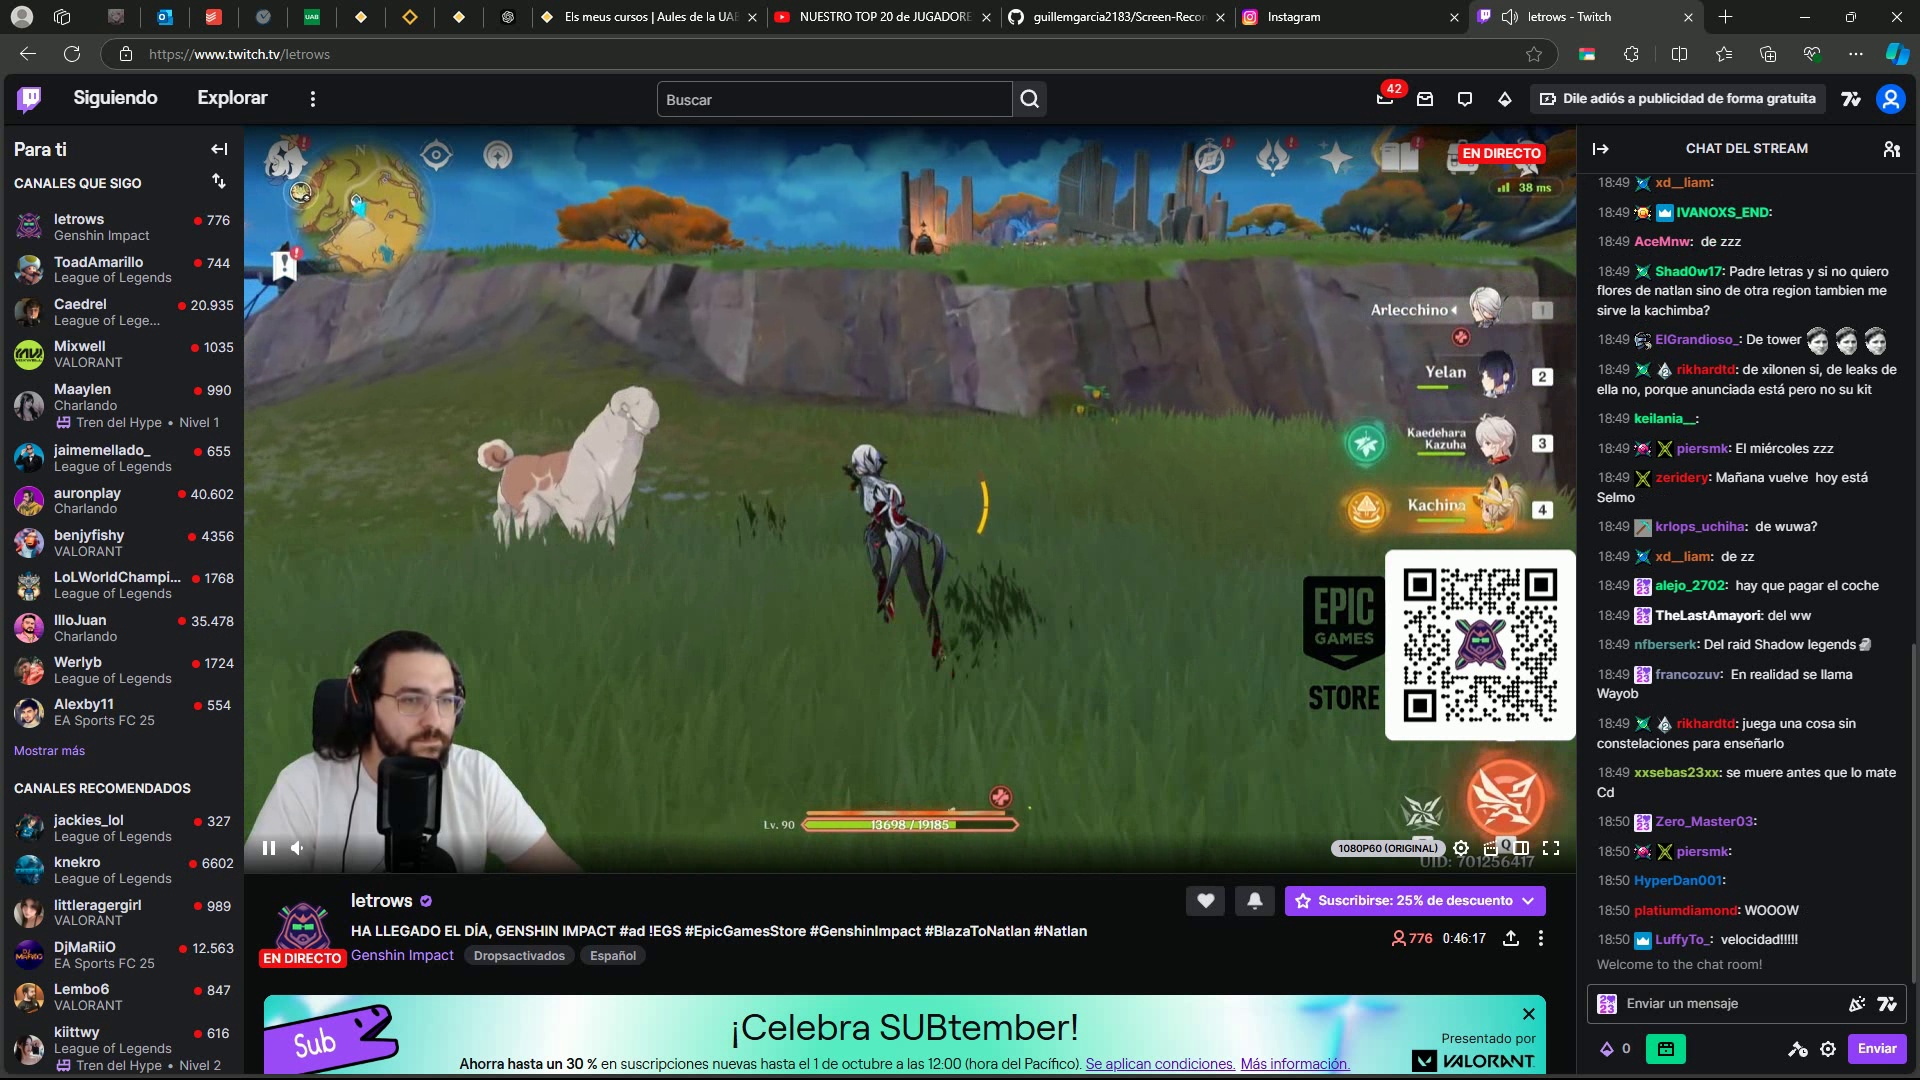 UAB
Els meus cursos | Aules de la UAB
NUESTRO TOP 20 de JUGADORE
guillemgarcia2183/Screen-Recor
Instagram
letrows - Twitch
https://www.twitch.tv/letrows
Siguiendo
Explorar
Buscar
42
Dile adiós a publicidad de forma gratuita
Para ti
CANALES QUE SIGO
letrows
776
Genshin Impact
ToadAmarillo
744
League of Legends
Caedrel
20.935
League of Lege...
Mixwell
1035
VALORANT
Maaylen
990
Charlando
Tren del Hype • Nivel 1
jaimemellado_
655
League of Legends
auronplay
40.602
Charlando
benjyfishy
4356
VALORANT
LoLWorldChampi...
1768
League of Legends
IlloJuan
35.478
Charlando
Werlyb
1724
League of Legends
Alexby11
554
EA Sports FC 25
Mostrar más
CANALES RECOMENDADOS
jackies_lol
327
League of Legends
knekro
6602
League of Legends
littleragergirl
989
VALORANT
DjMaRiiO
12.563
EA Sports FC 25
Lembo6
847
VALORANT
kiittwy
616
League of Legends
Tren del Hype • Nivel 2
N
EN DIRECTO
38 ms
Arlecchino
1
Yelan
2
Kaedehara
Kazuha
3
Kachina
4
EPIC
GAMES
STORE
Lv. 90
13698 / 19185
Q
1080P60 (ORIGINAL)
UID: 701256417
letrows
HA LLEGADO EL DÍA, GENSHIN IMPACT #ad !EGS #EpicGamesStore #GenshinImpact #BlazaToNatlan #Natlan
EN DIRECTO
Genshin Impact
Dropsactivados
Español
Suscribirse: 25% de descuento
776
0:46:17
Sub
¡Celebra SUBtember!
Ahorra hasta un 30 % en suscripciones nuevas hasta el 1 de octubre a las 12:00 (hora del Pacífico). Se aplican condiciones. Más información.
Presentado por
VALORANT
CHAT DEL STREAM
18:49 xd__liam:
18:49 IVANOXS_END:
18:49 AceMnw: de zzz
18:49 Shad0w17: Padre letras y si no quiero
flores de natlan sino de otra region tambien me
sirve la kachimba?
18:49 ElGrandioso_: De tower
18:49 rikhardtd: de xilonen si, de leaks de
ella no, porque anunciada está pero no su kit
18:49 keilania__:
18:49 piersmk: El miércoles zzz
18:49 zeridery: Mañana vuelve hoy está
Selmo
18:49 krlops_uchiha: de wuwa?
18:49 xd__liam: de zz
18:49 alejo_2702: hay que pagar el coche
18:49 TheLastAmayori: del ww
18:49 nfberserk: Del raid Shadow legends🗿
18:49 francozuv: En realidad se llama
Wayob
18:49 rikhardtd: juega una cosa sin
constelaciones para enseñarlo
18:49 xxsebas23xx: se muere antes que lo mate
Cd
18:50 Zero_Master03:
18:50 piersmk:
18:50 HyperDan001:
18:50 platiumdiamond: WOOOW
18:50 LuffyTo_: velocidad!!!!!
Welcome to the chat room!
Enviar un mensaje
0
Enviar